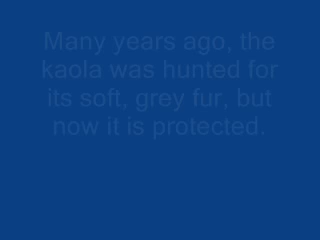 Many years ago, the
kaola was hunted for
its soft, grey fur, but
now it is protected.